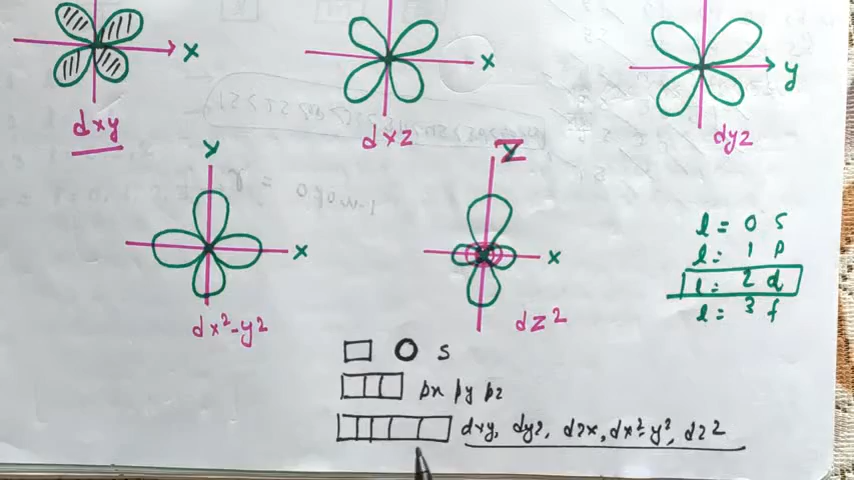 x
x
y
dxy
dxz
dyz
y
Z
x
x
dx²-y²
dz²
l = 0 s
l = 1 p
l = 2 d
l = 3 f
s
px py pz
dxy, dyz, dzx, dx²-y², dz2